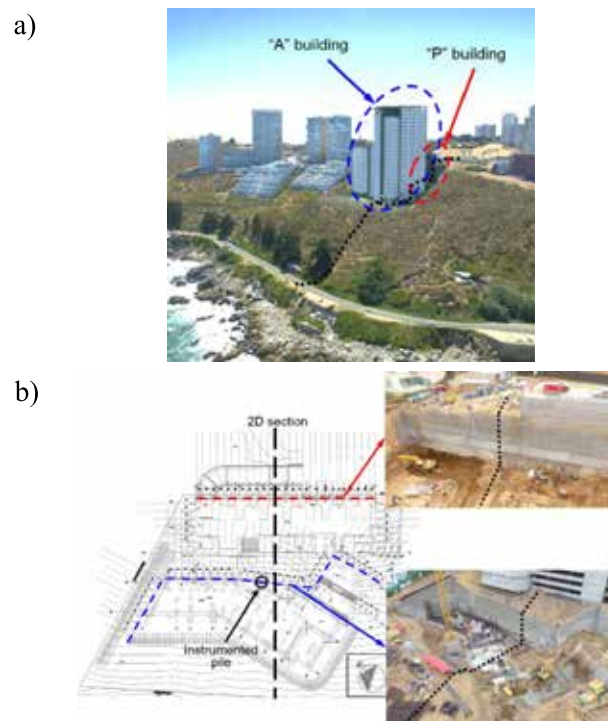 a)
“A” building
“P” building
b)
2D section
Instrumented
pile